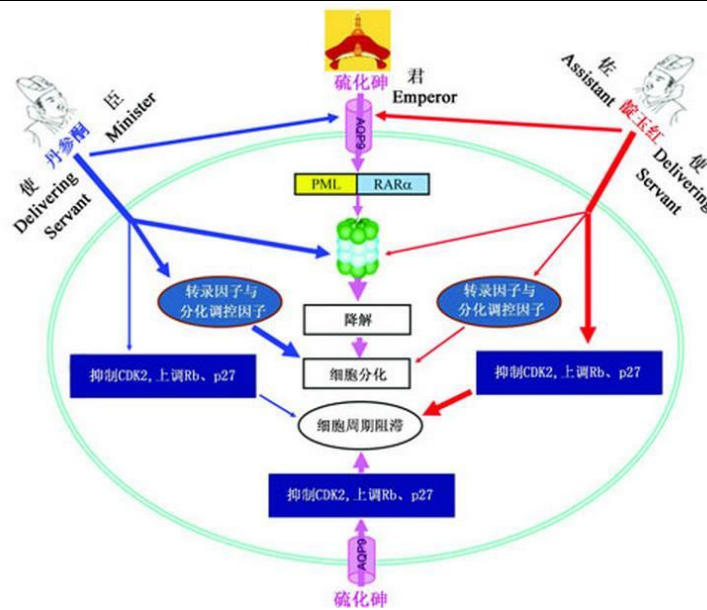 硫化砷
君
Emperor
AQP9
臣
Minister
丹参酮
使
Delivering
Servant
佐
Assistant
靛玉红
使
Delivering
Servant
PML
RARα
转录因子与
分化调控因子
转录因子与
分化调控因子
降解
细胞分化
抑制CDK2,上调Rb、p27
抑制CDK2,上调Rb、p27
细胞周期阻滞
抑制CDK2,上调Rb、p27
AQP9
硫化砷